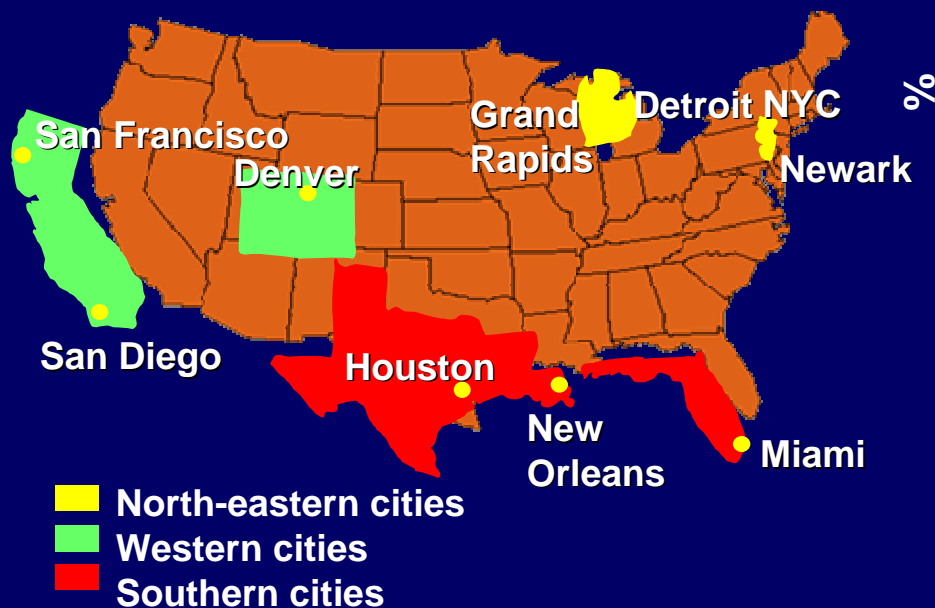 %
Grand
Rapids
Detroit NYC
San Francisco
Denver
Newark
San Diego
Houston
New
Orleans
Miami
North-eastern cities
Western cities
Southern cities